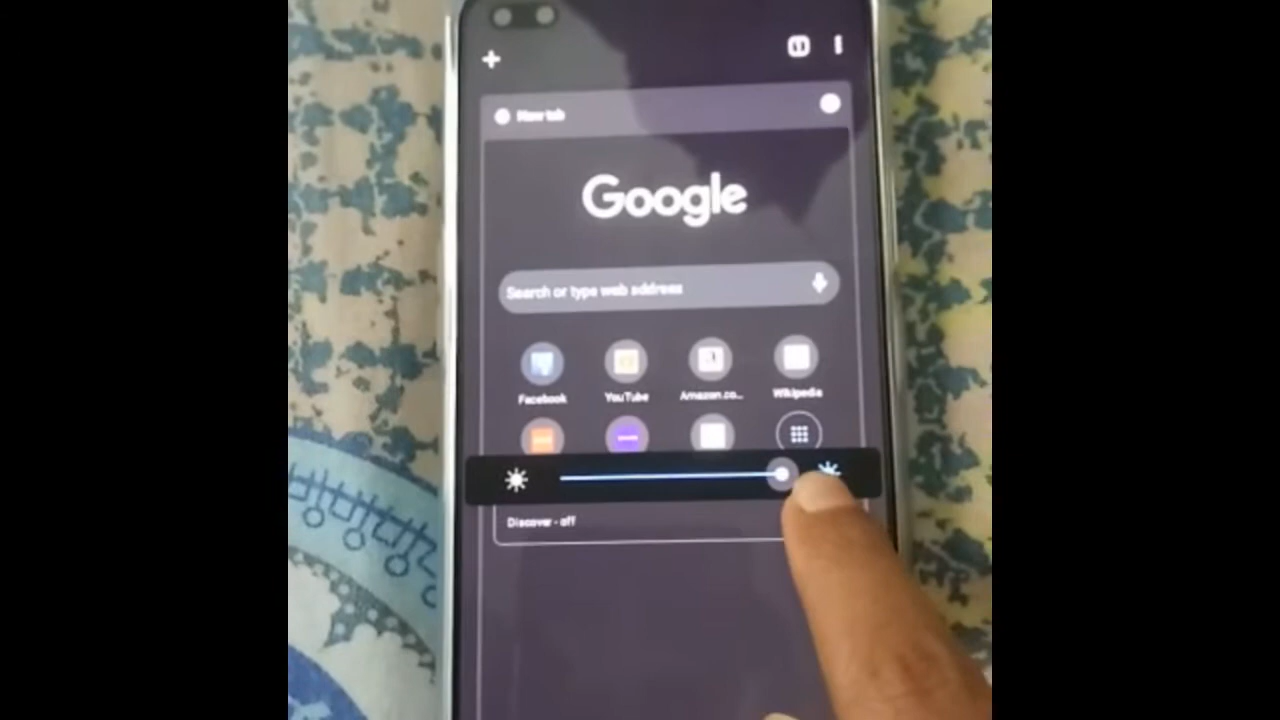 New tab
Google
Search or type web address
Facebook YouTube Amazon.co... Wikipedia
Discover - off